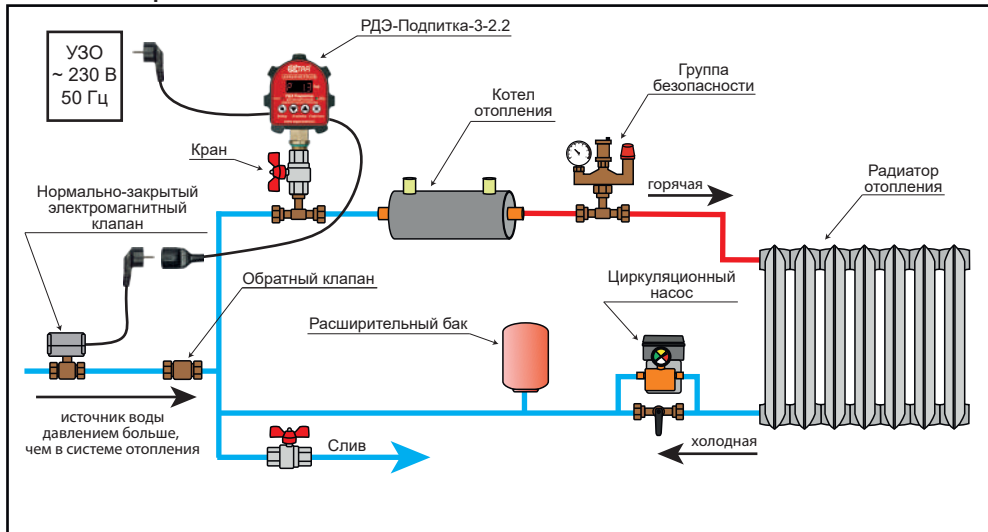 РДЭ-Подпитка-3-2.2
УЗО
~ 230 В
50 Гц
Группа
безопасности
Котел
отопления
Кран
Радиатор
отопления
горячая
Нормально-закрытый
электромагнитный
клапан
Обратный клапан
Циркуляционный
насос
Расширительный бак
источник воды
давлением больше,
чем в системе отопления
Слив
холодная